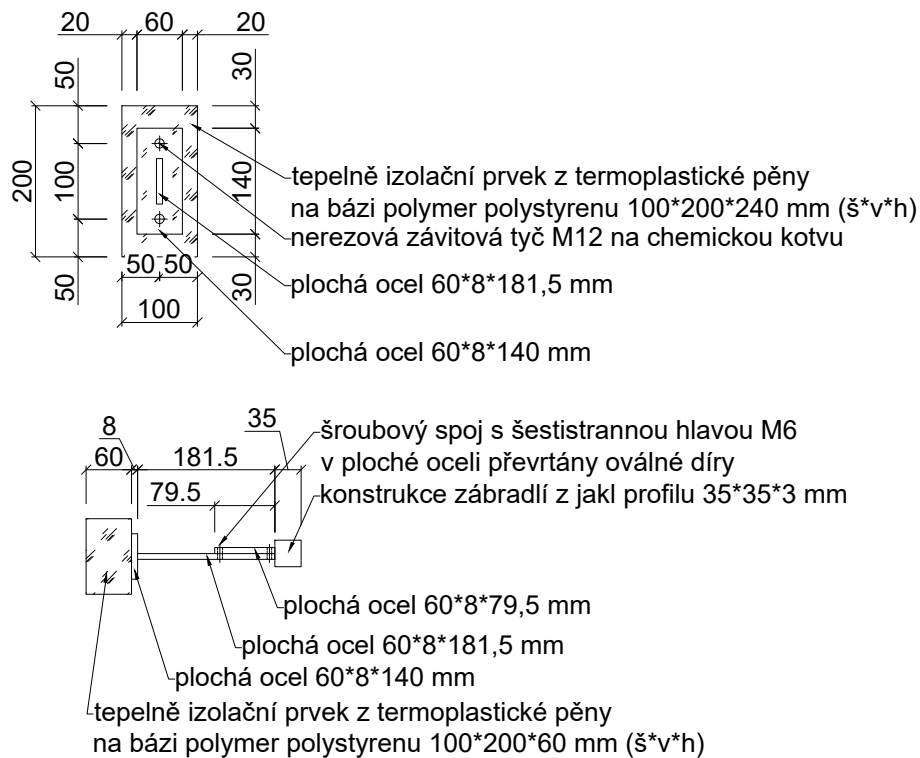 20 60 20
50
30
200
100
140
tepelně izolační prvek z termoplastické pěny
na bázi polymer polystyrenu 100*200*240 mm (š*v*h)
nerezová závitová tyč M12 na chemickou kotvu
50 50
50
30
plochá ocel 60*8*181,5 mm
100
plochá ocel 60*8*140 mm
8
35
šroubový spoj s šestistrannou hlavou M6
60
181.5
v ploché oceli převrtány oválné díry
79.5
konstrukce zábradlí z jakl profilu 35*35*3 mm
plochá ocel 60*8*79,5 mm
plochá ocel 60*8*181,5 mm
plochá ocel 60*8*140 mm
tepelně izolační prvek z termoplastické pěny
na bázi polymer polystyrenu 100*200*60 mm (š*v*h)